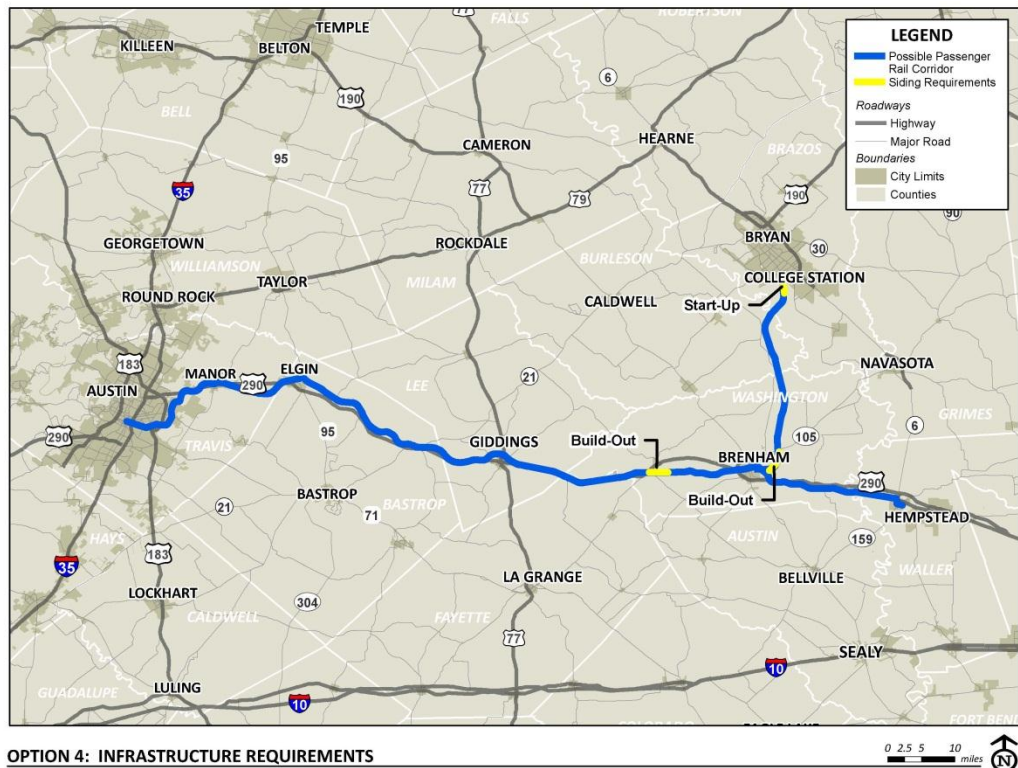 FALLS
ROBERTSON
TEMPLE
KILLEEN
BELTON
77
6
190
BELL
HEARNE
95
CAMERON
BRAZOS
35
77
79
190
90
GEORGETOWN
ROCKDALE
BRYAN
30
WILLIAMSON
BURLESON
TAYLOR
MILAM
COLLEGE STATION
ROUND ROCK
CALDWELL
Start-Up
183
MANOR
ELGIN
NAVASOTA
AUSTIN
290
LEE
21
WASHINGTON
GRIMES
6
290
TRAVIS
95
GIDDINGS
Build-Out
105
BRENHAM
290
BASTROP
Build-Out
HEMPSTEAD
21
71
BASTROP
HAYS
AUSTIN
159
183
35
BELLVILLE
WALLER
LOCKHART
LA GRANGE
304
CALDWELL
FAYETTE
77
SEALY
10
GUADALUPE
LULING
10
COLORADO
FORT BEND
LEGEND
Possible Passenger
Rail Corridor
Siding Requirements
Roadways
Highway
Major Road
Boundaries
City Limits
Counties
OPTION 4: INFRASTRUCTURE REQUIREMENTS
0 2.5 5 10
miles
N